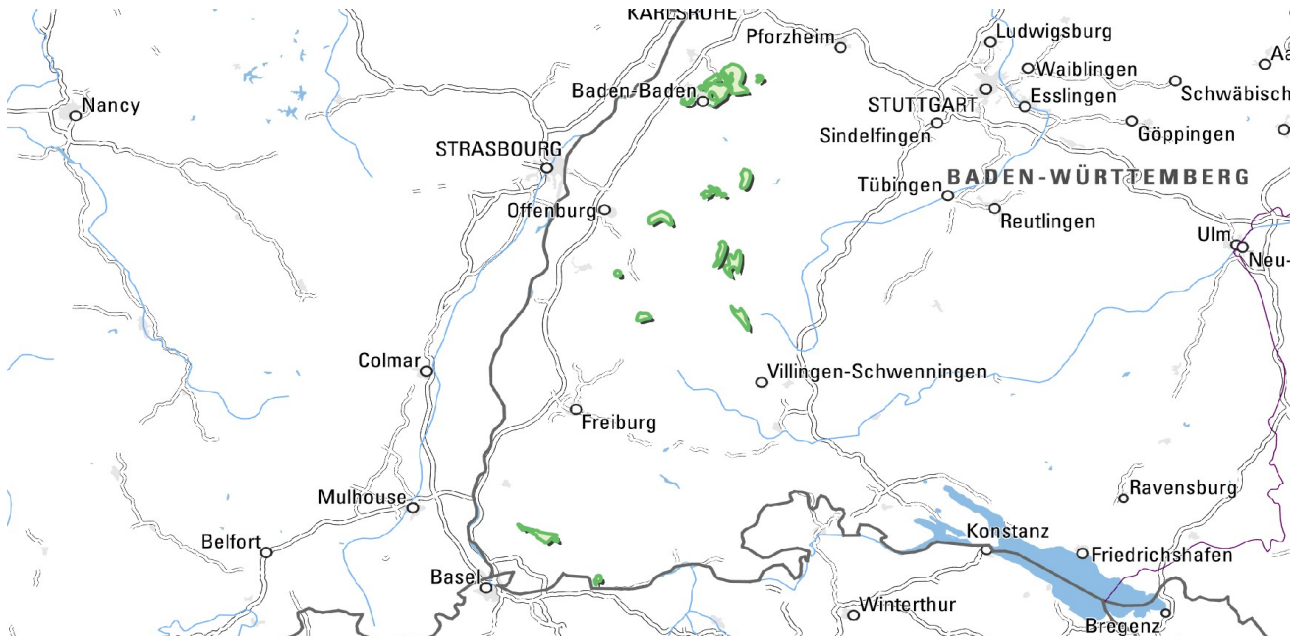 KARLSRUHE
Pforzheim
Ludwigsburg
Waiblingen
Nancy
Baden-Baden
STUTTGART
Esslingen
Schwäbisch
Sindelfingen
Göppingen
STRASBOURG
Tübingen
BADEN-WÜRTTEMBERG
Offenburg
Reutlingen
Ulm
Neu-
Colmar
Villingen-Schwenningen
Freiburg
Mulhouse
Ravensburg
Konstanz
Belfort
Friedrichshafen
Basel
Winterthur
Bregenz